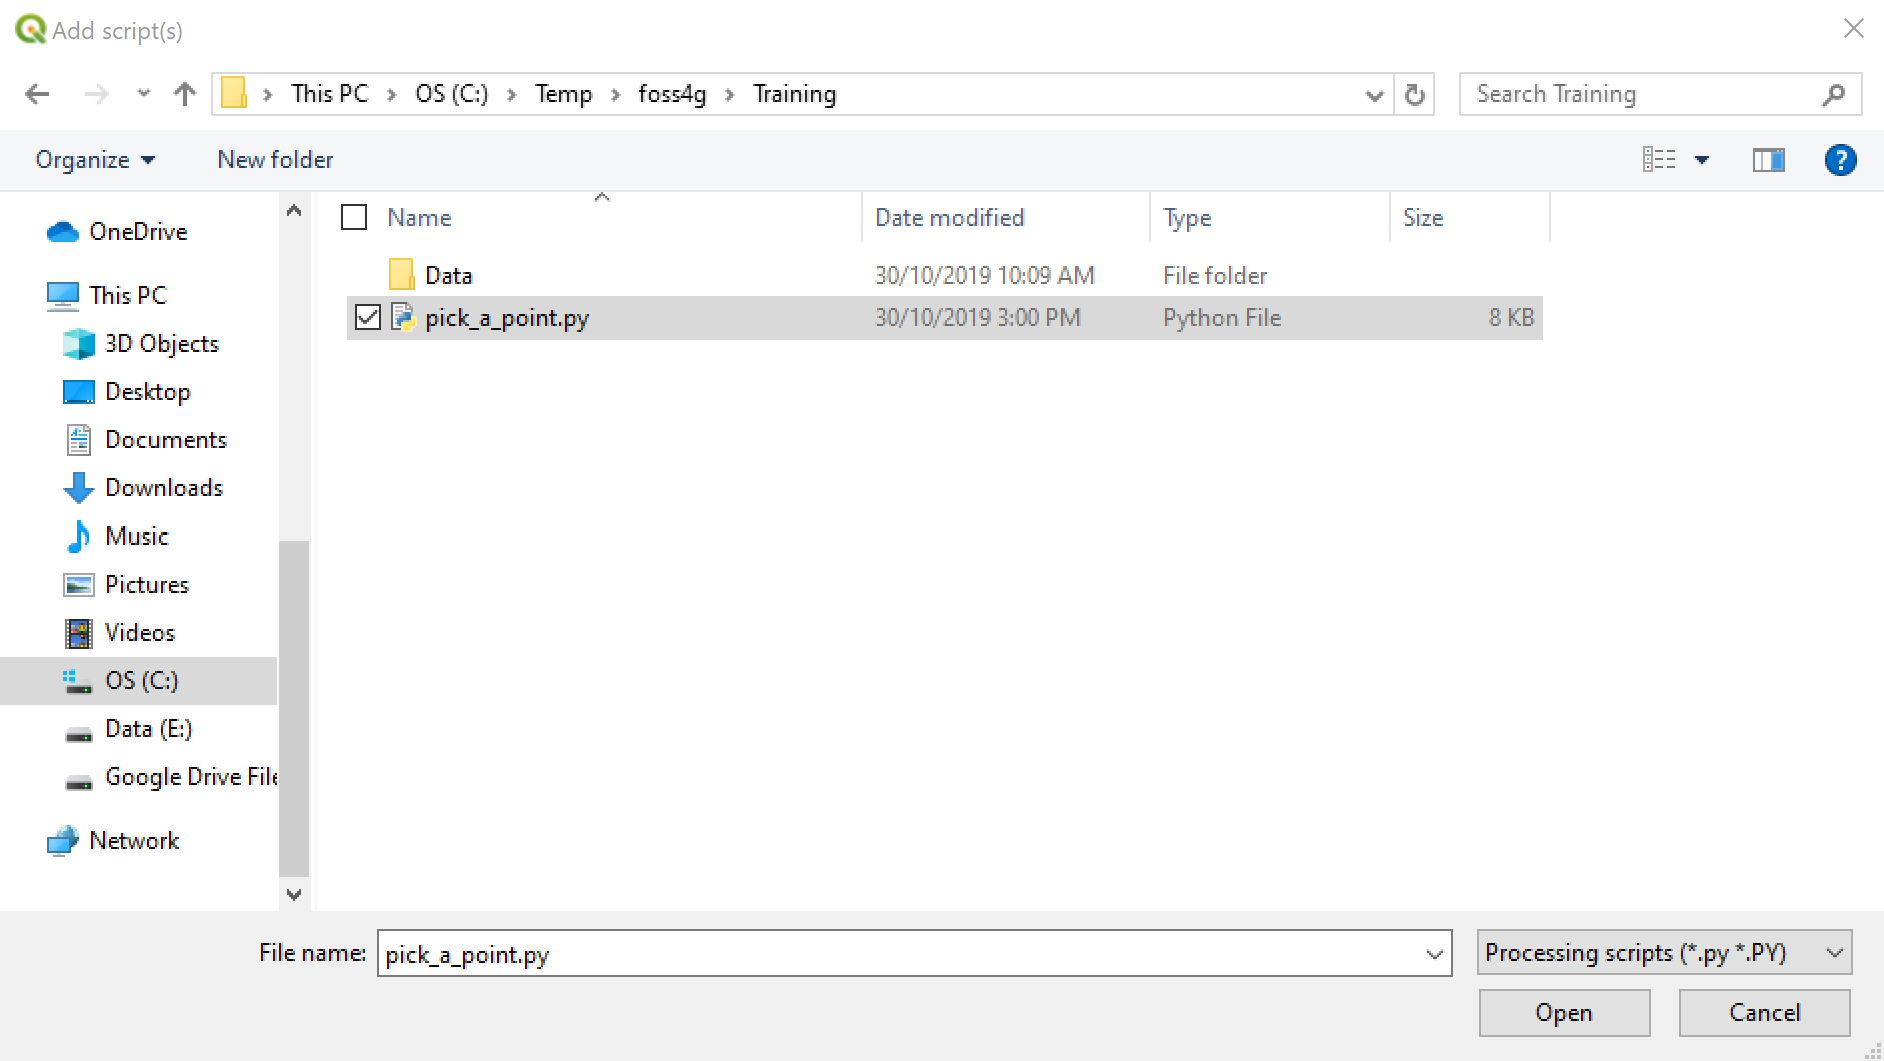 Add script(s)
This PC > OS (C:) > Temp > foss4g > Training
Search Training
Organize
New folder
?
Name
Date modified
Type
Size
Data
30/10/2019 10:09 AM
File folder
pick_a_point.py
30/10/2019 3:00 PM
Python File
8 KB
OneDrive
This PC
3D Objects
Desktop
Documents
Downloads
Music
Pictures
Videos
OS (C:)
Data (E:)
Google Drive File
Network
File name:
pick_a_point.py
Processing scripts (*.py *.PY)
Open
Cancel